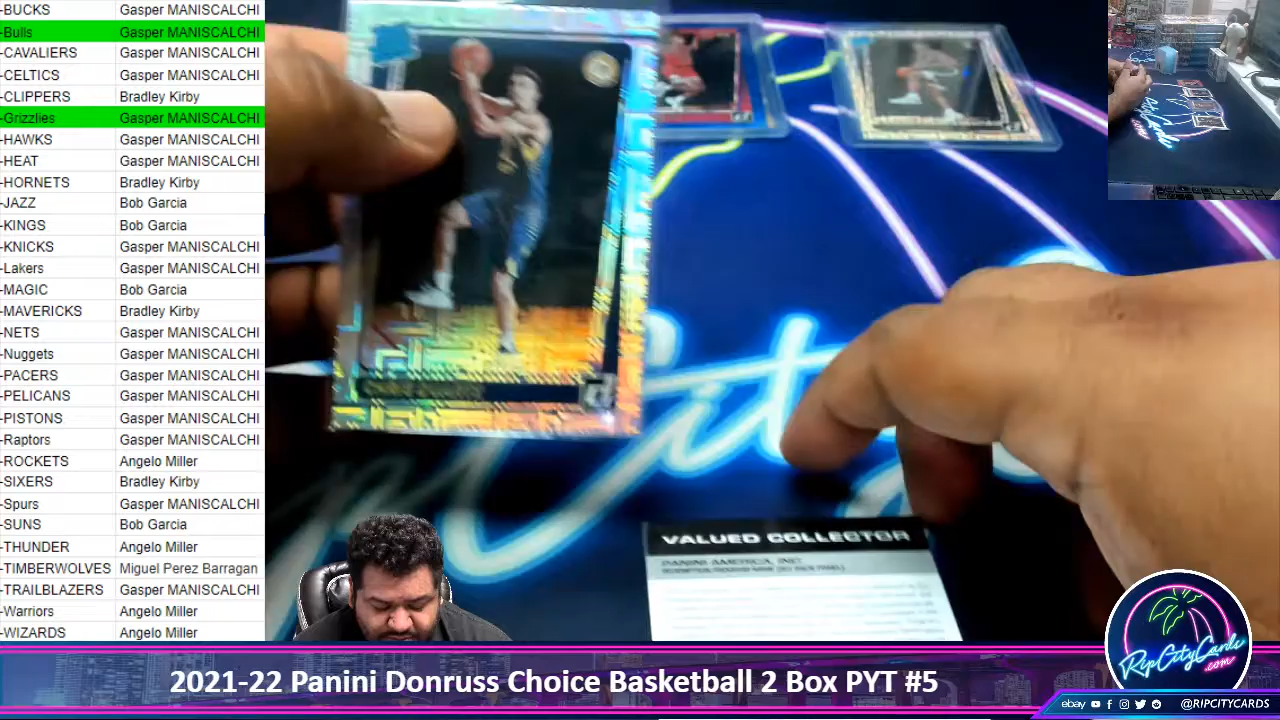 -BUCKS Gasper MANISCALCHI
-Bulls Gasper MANISCALCHI
-CAVALIERS Gasper MANISCALCHI
-CELTICS Gasper MANISCALCHI
-CLIPPERS Bradley Kirby
-Grizzlies Gasper MANISCALCHI
-HAWKS Gasper MANISCALCHI
-HEAT Gasper MANISCALCHI
-HORNETS Bradley Kirby
-JAZZ Bob Garcia
-KINGS Bob Garcia
-KNICKS Gasper MANISCALCHI
-Lakers Gasper MANISCALCHI
-MAGIC Bob Garcia
-MAVERICKS Bradley Kirby
-NETS Gasper MANISCALCHI
-Nuggets Gasper MANISCALCHI
-PACERS Gasper MANISCALCHI
-PELICANS Gasper MANISCALCHI
-PISTONS Gasper MANISCALCHI
-Raptors Gasper MANISCALCHI
-ROCKETS Angelo Miller
-SIXERS Bradley Kirby
-Spurs Gasper MANISCALCHI
-SUNS Bob Garcia
-THUNDER Angelo Miller
-TIMBERWOLVES Miguel Perez Barragan
-TRAILBLAZERS Gasper MANISCALCHI
-Warriors Angelo Miller
-WIZARDS Angelo Miller
VALUED COLLECTOR
PANINI AMERICA, INC.
RipCityCards
.com
2021-22 Panini Donruss Choice Basketball 2 Box PYT #5
ebay @RIPCITYCARDS